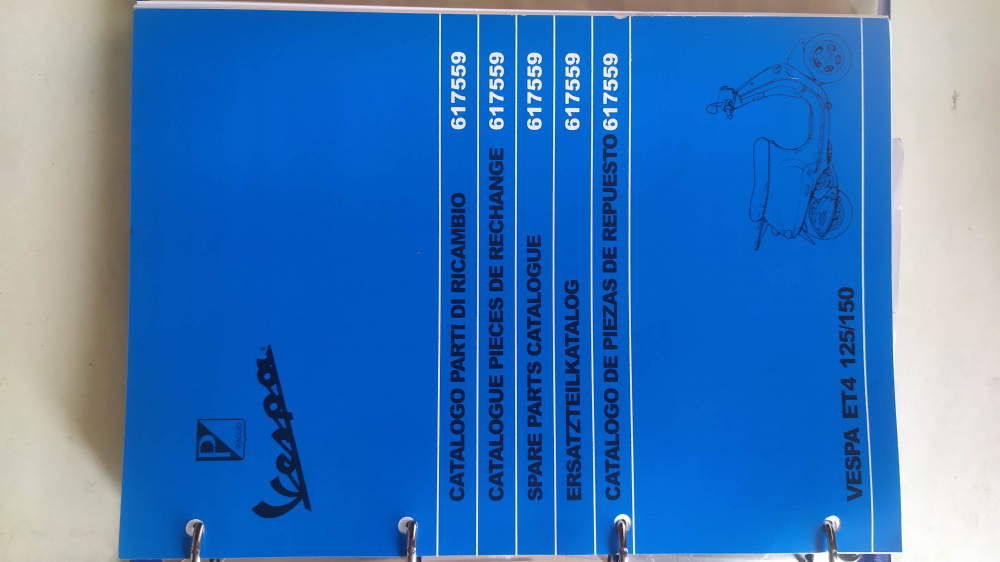 P
PIAGGIO
Vespa
CATALOGO PARTI DI RICAMBIO 617559
CATALOGUE PIECES DE RECHANGE 617559
SPARE PARTS CATALOGUE 617559
ERSATZTEILKATALOG 617559
CATALOGO DE PIEZAS DE REPUESTO 617559
VESPA ET4 125/150